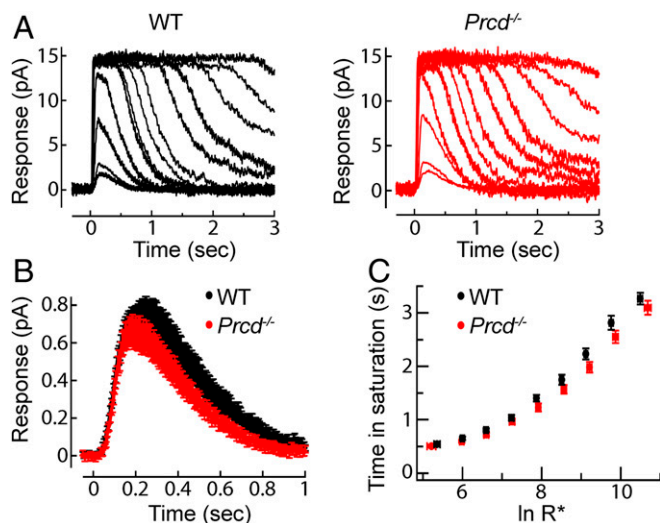 A
WT
Prcd-/-
Response (pA)
15
10
5
0
0 1 2 3
Time (sec)
Response (pA)
15
10
5
0
0 1 2 3
Time (sec)
B
WT
Prcd-/-
Response (pA)
0.8
0.6
0.4
0.2
0
0 0.2 0.4 0.6 0.8 1
Time (sec)
C
WT
Prcd-/-
Time in saturation (s)
3
2
1
0
6 8 10
ln R*